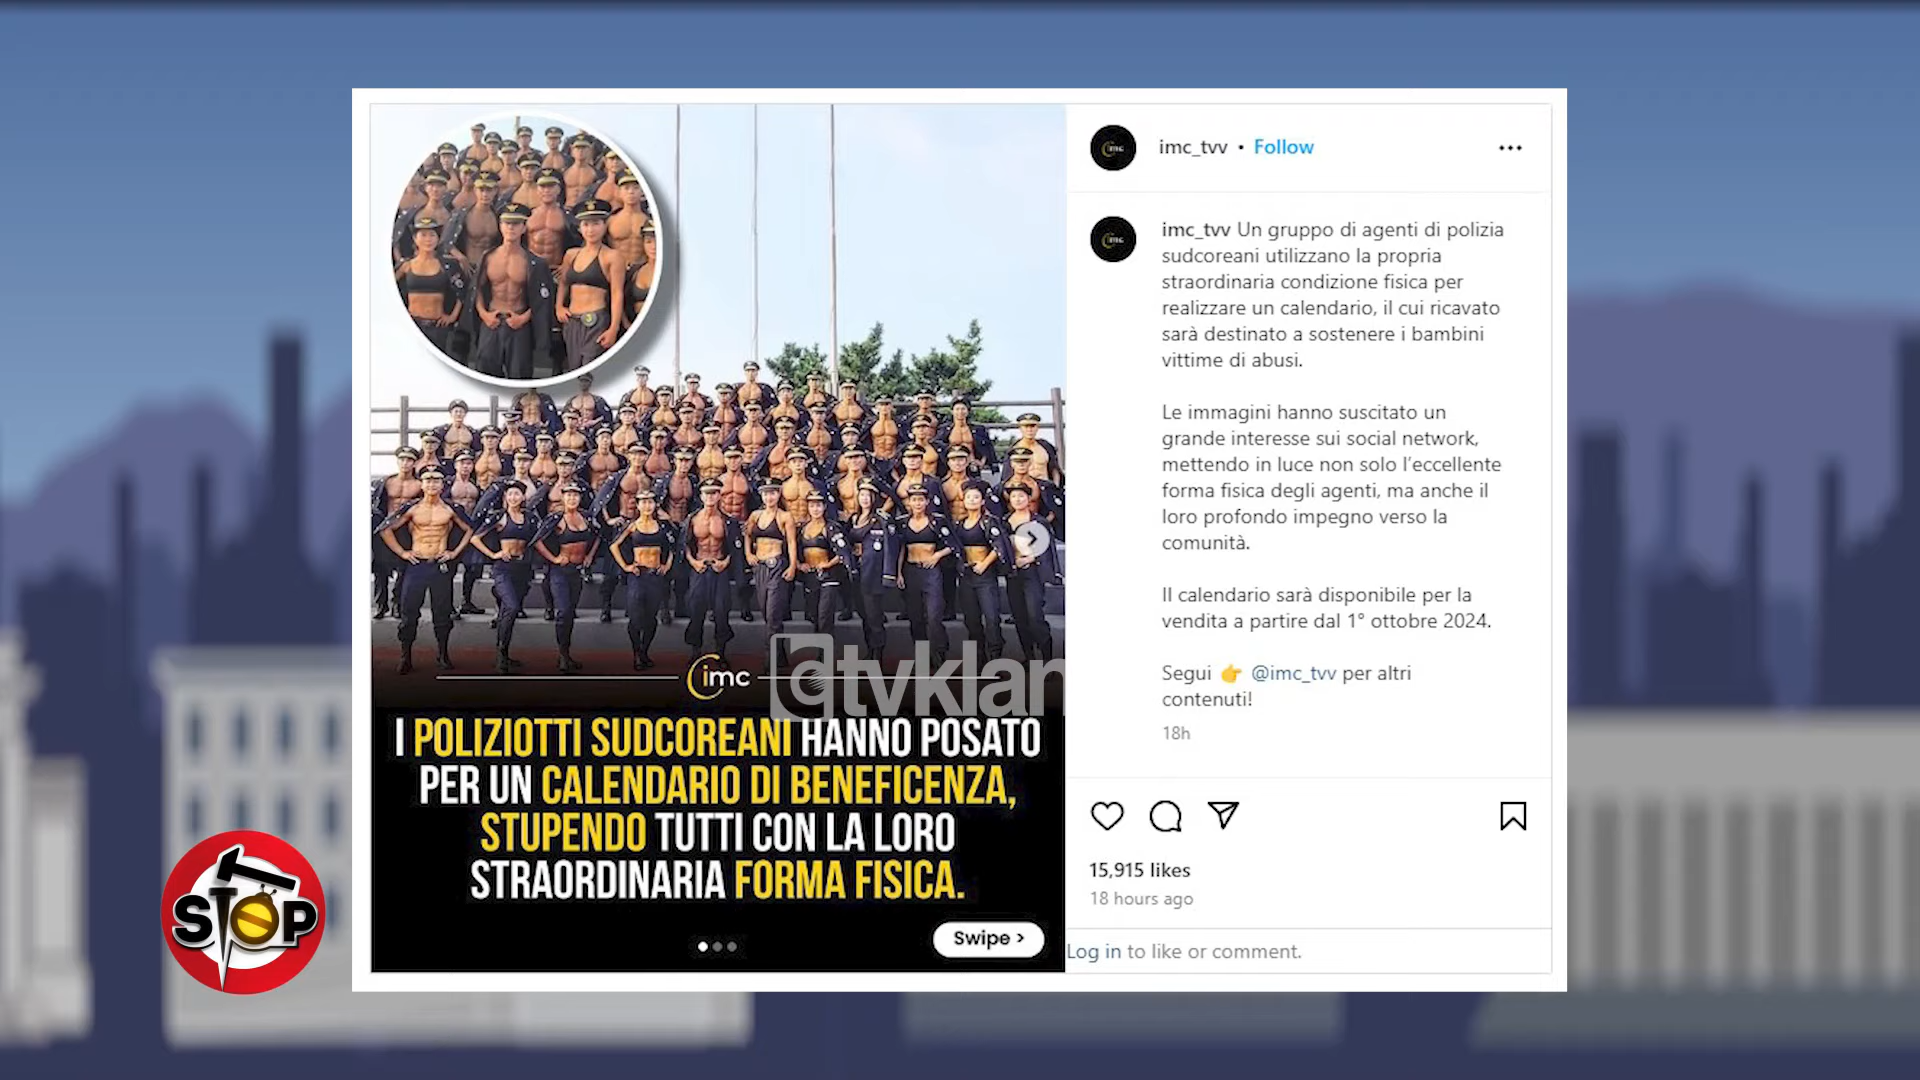 imc
I POLIZIOTTI SUDCOREANI HANNO POSATO
PER UN CALENDARIO DI BENEFICENZA,
STUPENDO TUTTI CON LA LORO
STRAORDINARIA FORMA FISICA.
Swipe >
tvklan
STOP
imc
imc_tvv • Follow
imc
imc_tvv Un gruppo di agenti di polizia
sudcoreani utilizzano la propria
straordinaria condizione fisica per
realizzare un calendario, il cui ricavato
sarà destinato a sostenere i bambini
vittime di abusi.
Le immagini hanno suscitato un
grande interesse sui social network,
mettendo in luce non solo l'eccellente
forma fisica degli agenti, ma anche il
loro profondo impegno verso la
comunità.
Il calendario sarà disponibile per la
vendita a partire dal 1° ottobre 2024.
Segui 👉 @imc_tvv per altri
contenuti!
18h
15,915 likes
18 hours ago
Log in to like or comment.